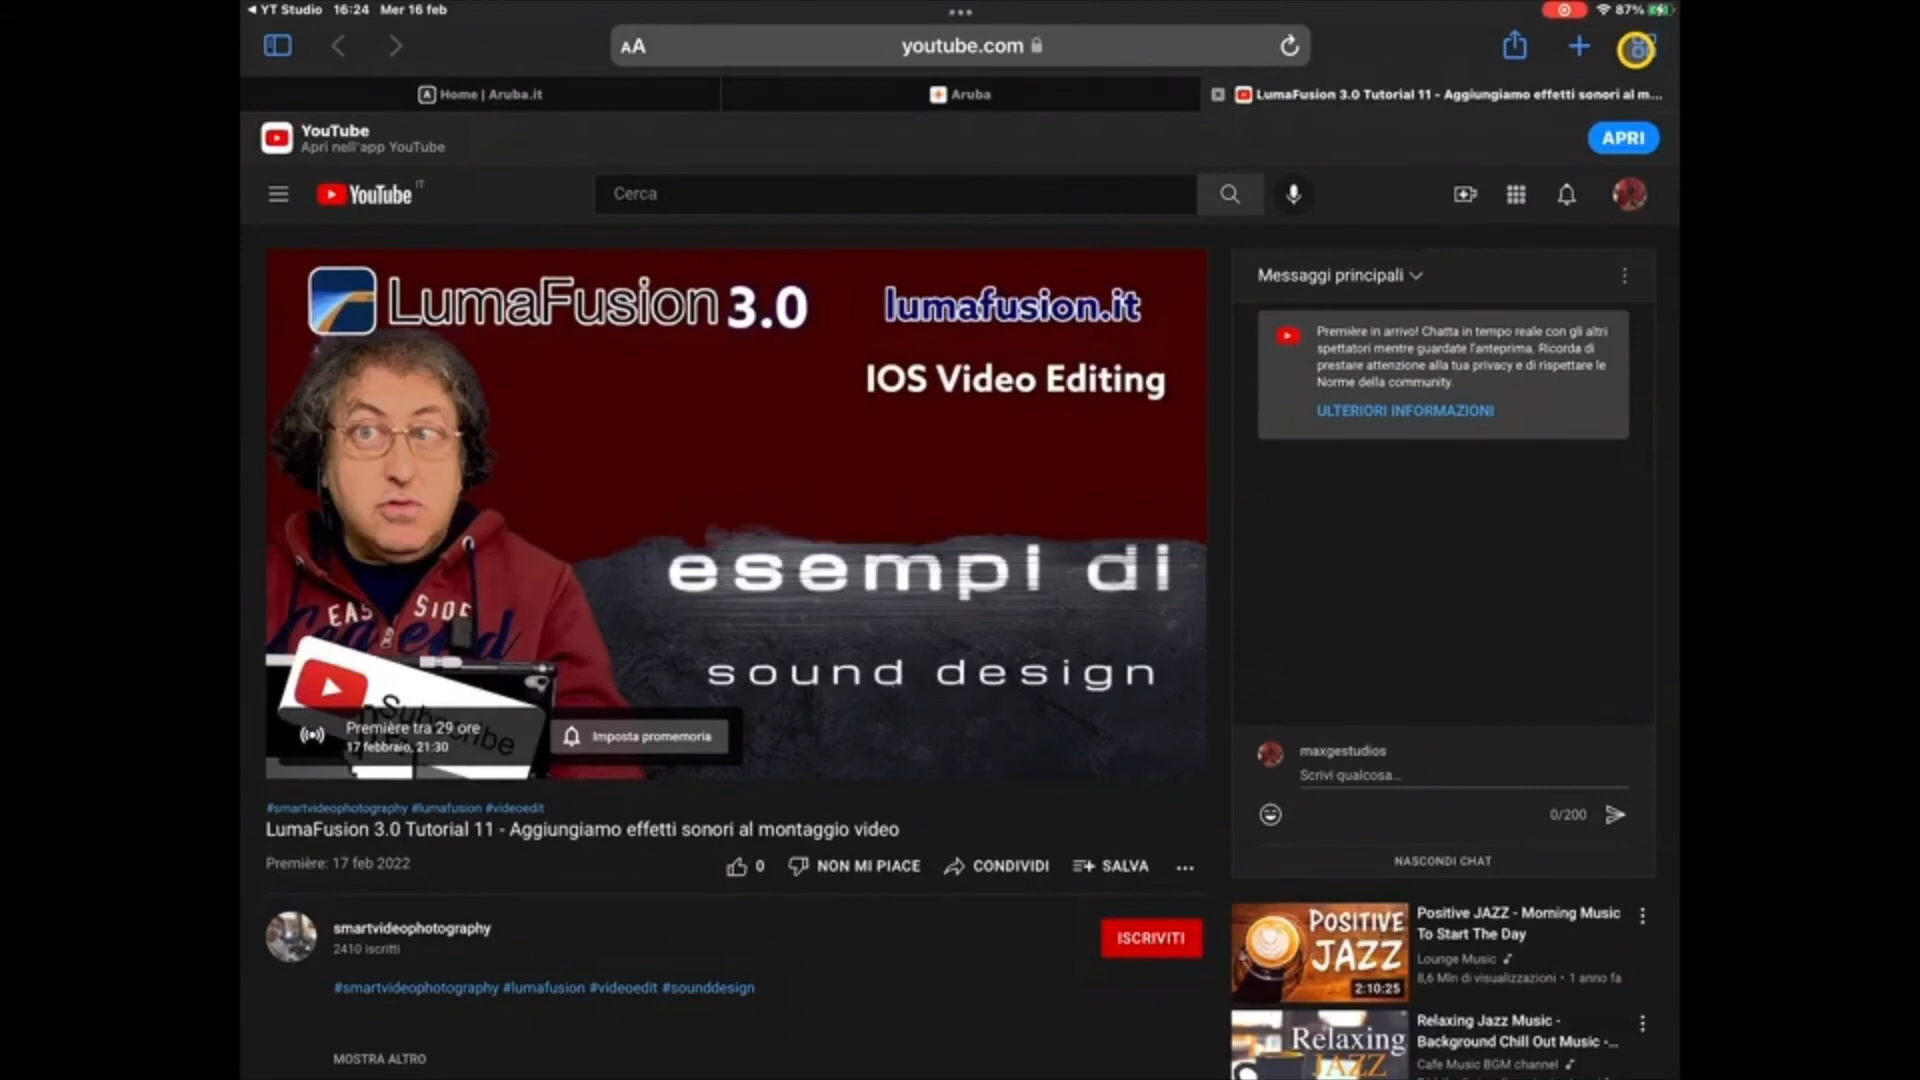 YT Studio 16:24 Mer 16 feb
87%
AA youtube.com
Home | Aruba.it
Aruba
LumaFusion 3.0 Tutorial 11 - Aggiungiamo effetti sonori al m...
YouTube
Apri nell'app YouTube
APRI
YouTube IT
Cerca
LumaFusion 3.0
lumafusion.it
IOS Video Editing
esempi di
sound design
EAS SIDE
Legend
Subscribe
Première tra 29 ore
17 febbraio, 21:30
Imposta promemoria
Messaggi principali
Première in arrivo! Chatta in tempo reale con gli altri
spettatori mentre guardate l'anteprima. Ricorda di
prestare attenzione alla tua privacy e di rispettare le
Norme della community.
ULTERIORI INFORMAZIONI
maxgestudios
Scrivi qualcosa...
0/200
NASCONDI CHAT
#smartvideophotography #lumafusion #videoedit
LumaFusion 3.0 Tutorial 11 - Aggiungiamo effetti sonori al montaggio video
Première: 17 feb 2022
0 NON MI PIACE CONDIVIDI SALVA
smartvideophotography
2410 iscritti
ISCRIVITI
#smartvideophotography #lumafusion #videoedit #sounddesign
MOSTRA ALTRO
POSITIVE
JAZZ
2:10:25
Positive JAZZ - Morning Music
To Start The Day
Lounge Music
8,6 Mln di visualizzazioni • 1 anno fa
Relaxing
JAZZ
Relaxing Jazz Music -
Background Chill Out Music -...
Cafe Music BGM channel